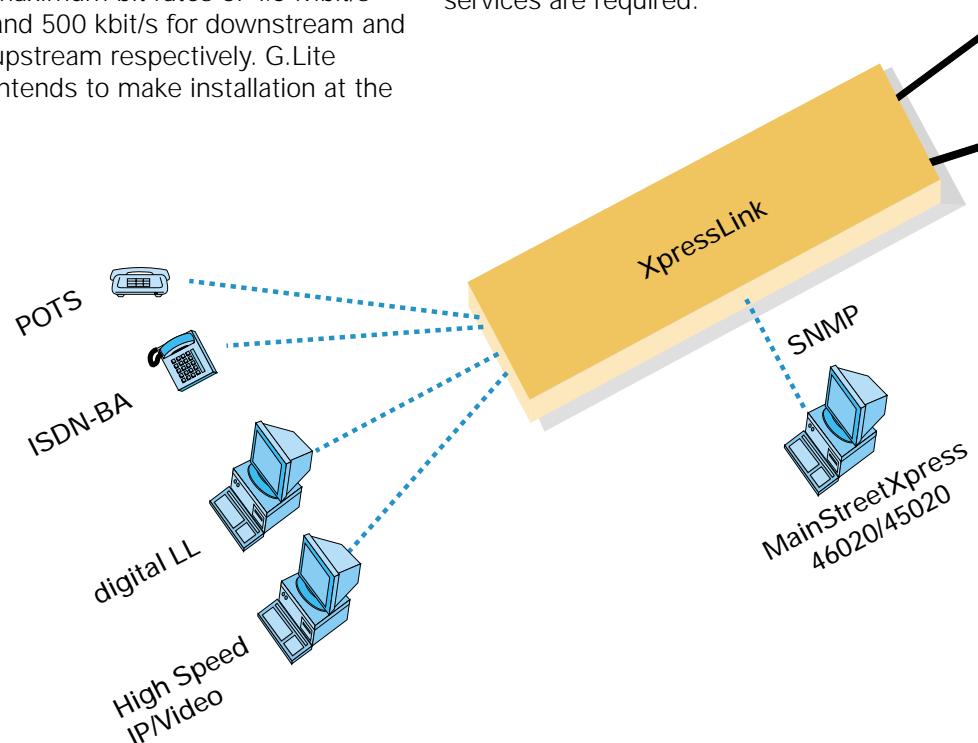 and 500 kbit/s for downstream and
upstream respectively. G.Lite
intends to make installation at the
services are required.
XpressLink
POTS
SNMP
ISDN-BA
MainStreetXpress
46020/45020
digital LL
High Speed
IP/Video